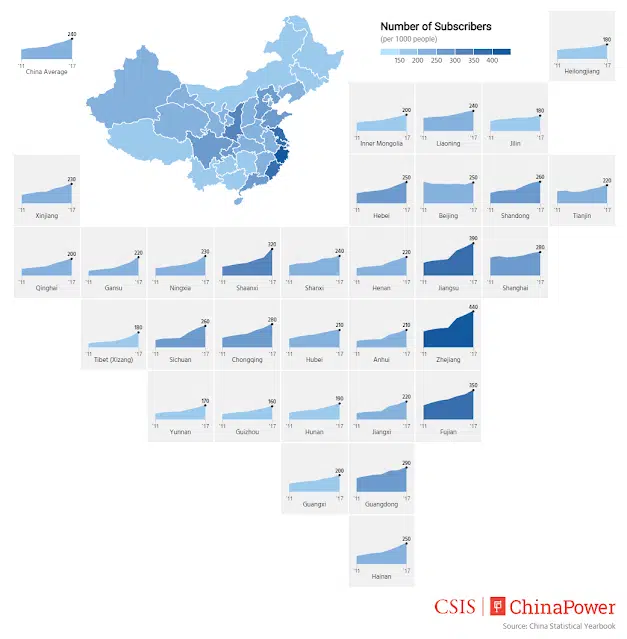 Number of Subscribers
(per 1000 people)
150 200 250 300 350 400
240
'11 '17
China Average
180
'11 '17
Heilongjiang
200 240 180
'11 '17 '11 '17 '11 '17
Inner Mongolia Liaoning Jilin
230 250 250 260 220
'11 '17 '11 '17 '11 '17 '11 '17 '11 '17
Xinjiang Hebei Beijing Shandong Tianjin
200 220 230 320 240 220 390 280
'11 '17 '11 '17 '11 '17 '11 '17 '11 '17 '11 '17 '11 '17 '11 '17
Qinghai Gansu Ningxia Shaanxi Shanxi Henan Jiangsu Shanghai
180 260 280 210 210 440
'11 '17 '11 '17 '11 '17 '11 '17 '11 '17 '11 '17
Tibet (Xizang) Sichuan Chongqing Hubei Anhui Zhejiang
170 160 190 220 350
'11 '17 '11 '17 '11 '17 '11 '17 '11 '17
Yunnan Guizhou Hunan Jiangxi Fujian
200 290
'11 '17 '11 '17
Guangxi Guangdong
250
'11 '17
Hainan
CSIS ChinaPower
Source: China Statistical Yearbook